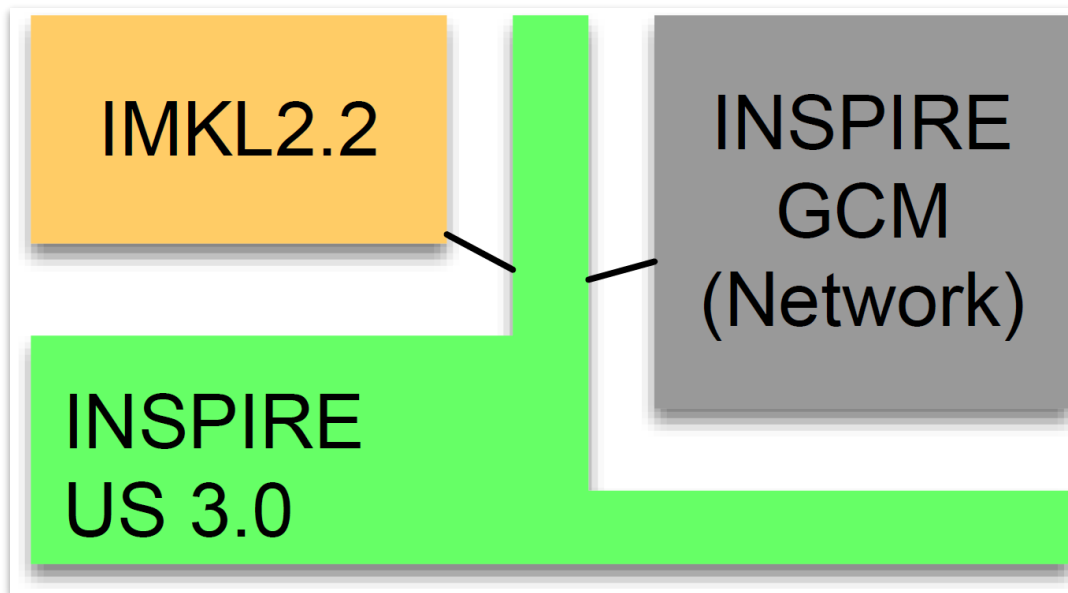 IMKL2.2
INSPIRE
GCM
(Network)
INSPIRE
US 3.0